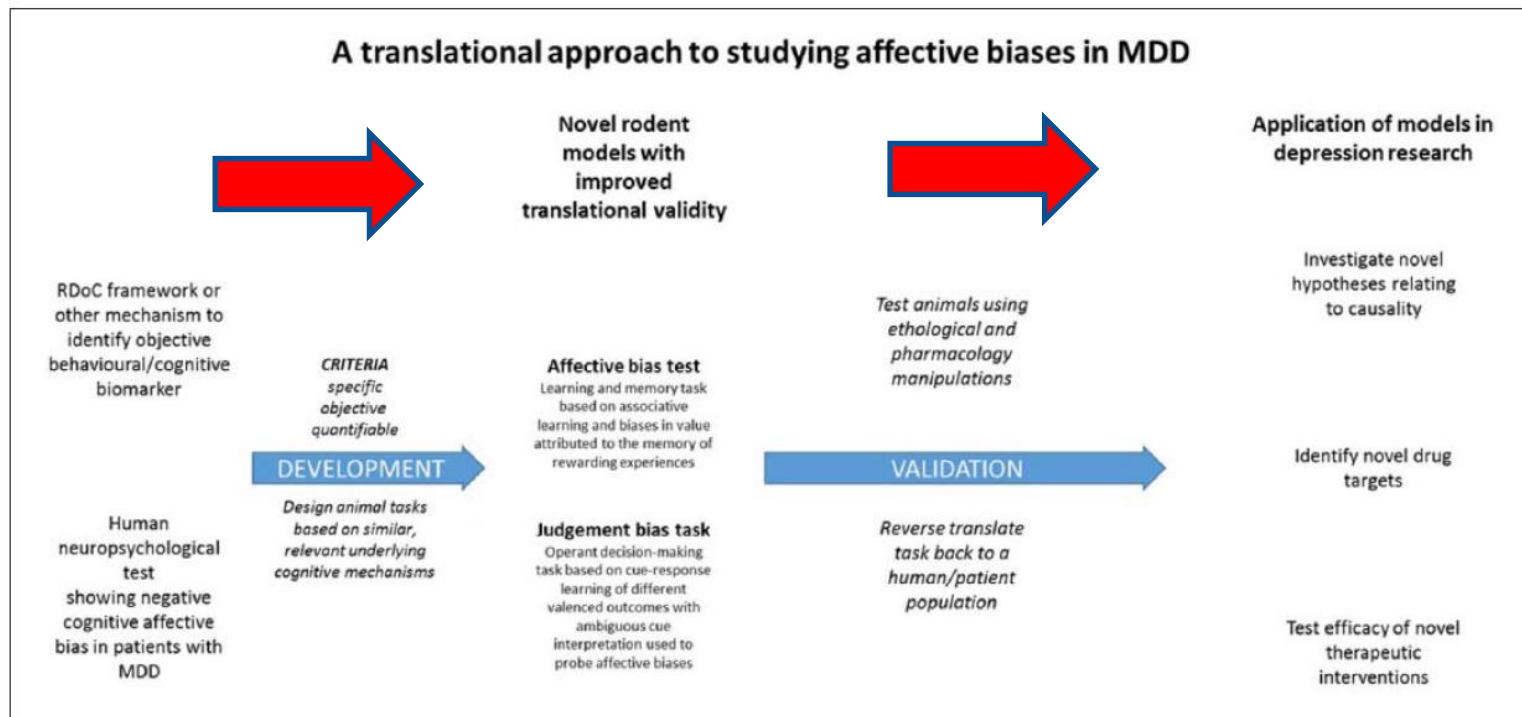 A translational approach to studying affective biases in MDD
Novel rodent
models with
improved
translational validity
Application of models in
depression research
RDoC framework or
other mechanism to
identify objective
behavioural/cognitive
biomarker
Human
neuropsychological
test
showing negative
cognitive affective
bias in patients with
MDD
CRITERIA
specific
objective
quantifiable
DEVELOPMENT
Design animal tasks
based on similar,
relevant underlying
cognitive mechanisms
Affective bias test
Learning and memory task
based on associative
learning and biases in value
attributed to the memory of
rewarding experiences
Judgement bias task
Operant decision-making
task based on cue-response
learning of different
valenced outcomes with
ambiguous cue
interpretation used to
probe affective biases
Test animals using
ethological and
pharmacology
manipulations
VALIDATION
Reverse translate
task back to a
human/patient
population
Investigate novel
hypotheses relating
to causality
Identify novel drug
targets
Test efficacy of novel
therapeutic
interventions